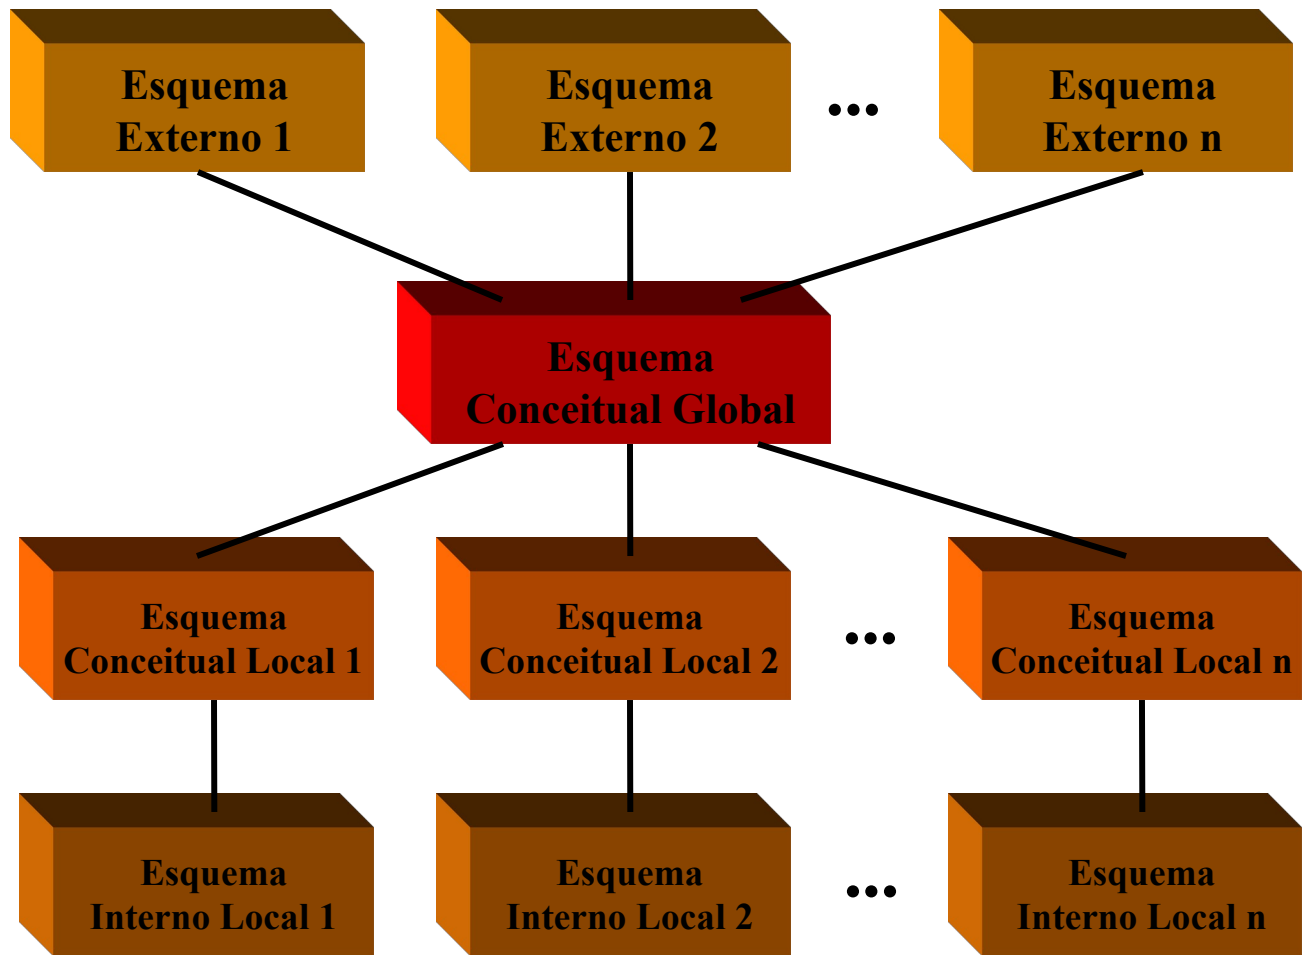 Esquema
Externo 1
Esquema
Externo 2
...
Esquema
Externo n
Esquema
Conceitual Global
Esquema
Conceitual Local 1
Esquema
Conceitual Local 2
...
Esquema
Conceitual Local n
Esquema
Interno Local 1
Esquema
Interno Local 2
...
Esquema
Interno Local n